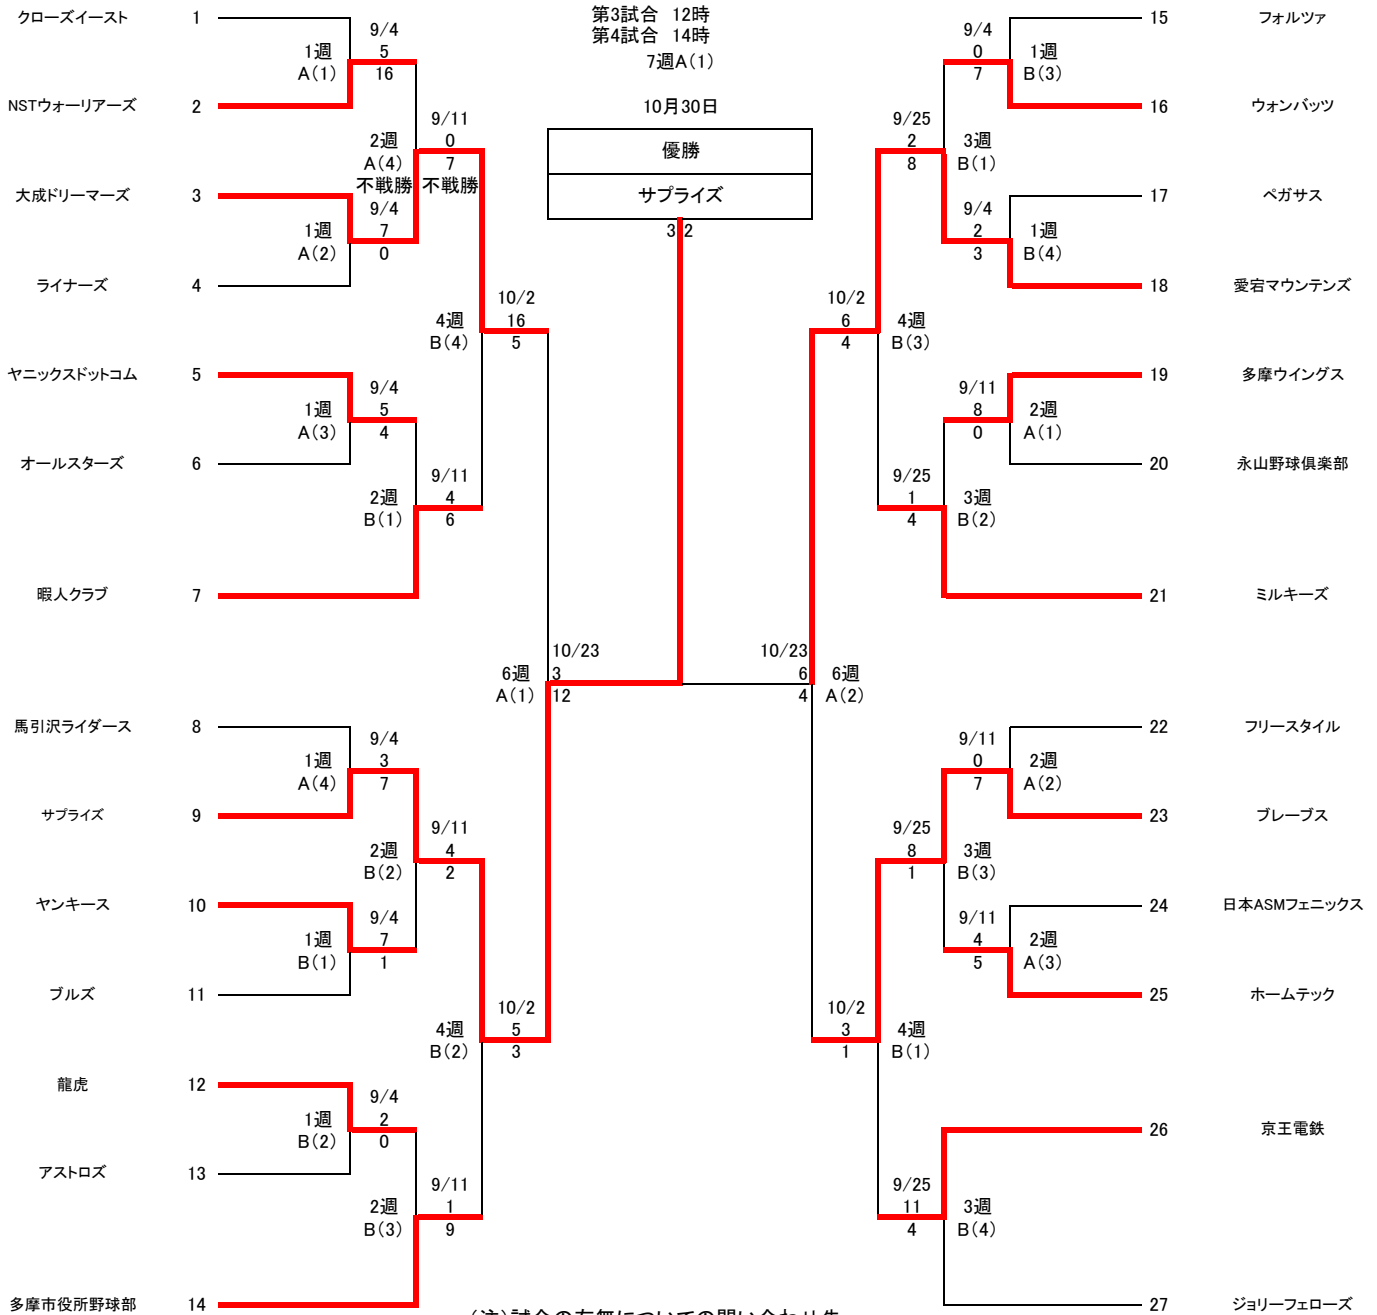 第3試合 12時
第4試合 14時
7週A(1)
10月30日
優勝
サプライズ
3 2
クローズイースト 1
NSTウォーリアーズ 2
9/4
5
16
1週
A(1)
大成ドリーマーズ 3
ライナーズ 4
不戦勝
9/4
7
0
1週
A(2)
9/11
0
7
不戦勝
2週
A(4)
ヤニックスドットコム 5
オールスターズ 6
9/4
5
4
1週
A(3)
暇人クラブ 7
9/11
4
6
2週
B(1)
10/2
16
5
4週
B(4)
馬引沢ライダース 8
サプライズ 9
9/4
3
7
1週
A(4)
ヤンキース 10
ブルズ 11
9/4
7
1
1週
B(1)
9/11
4
2
2週
B(2)
龍虎 12
アストロズ 13
9/4
2
0
1週
B(2)
多摩市役所野球部 14
9/11
1
9
2週
B(3)
10/2
5
3
4週
B(2)
10/23
3
12
6週
A(1)
15 フォルツァ
16 ウォンバッツ
9/4
0
7
1週
B(3)
17 ペガサス
18 愛宕マウンテンズ
9/4
2
3
1週
B(4)
9/25
2
8
3週
B(1)
19 多摩ウイングス
20 永山野球倶楽部
9/11
8
0
2週
A(1)
21 ミルキーズ
9/25
1
4
3週
B(2)
10/2
6
4
4週
B(3)
22 フリースタイル
23 ブレーブス
9/11
0
7
2週
A(2)
24 日本ASMフェニックス
25 ホームテック
9/11
4
5
2週
A(3)
9/25
8
1
3週
B(3)
26 京王電鉄
27 ジョリーフェローズ
9/25
11
4
3週
B(4)
10/2
3
1
4週
B(1)
10/23
6
4
6週
A(2)
(注)試合の有無についての問い合わせ先